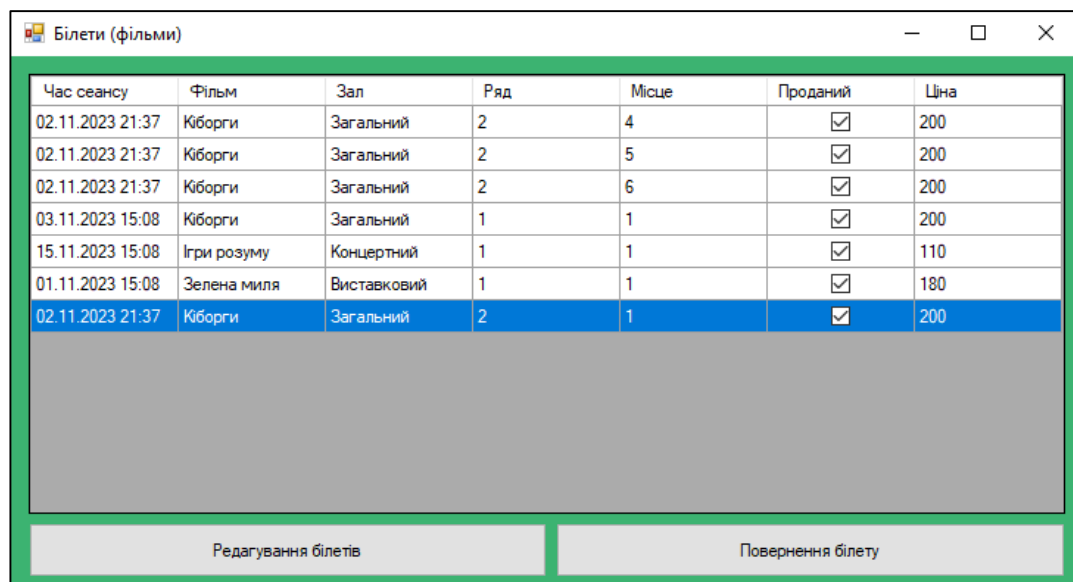 Білети (фільми)
Час сеансу Фільм Зал Ряд Місце Проданий Ціна
02.11.2023 21:37 Кіборги Загальний 2 4 200
02.11.2023 21:37 Кіборги Загальний 2 5 200
02.11.2023 21:37 Кіборги Загальний 2 6 200
03.11.2023 15:08 Кіборги Загальний 1 1 200
15.11.2023 15:08 Ігри розуму Концертний 1 1 110
01.11.2023 15:08 Зелена миля Виставковий 1 1 180
02.11.2023 21:37 Кіборги Загальний 2 1 200
Редагування білетів Повернення білету